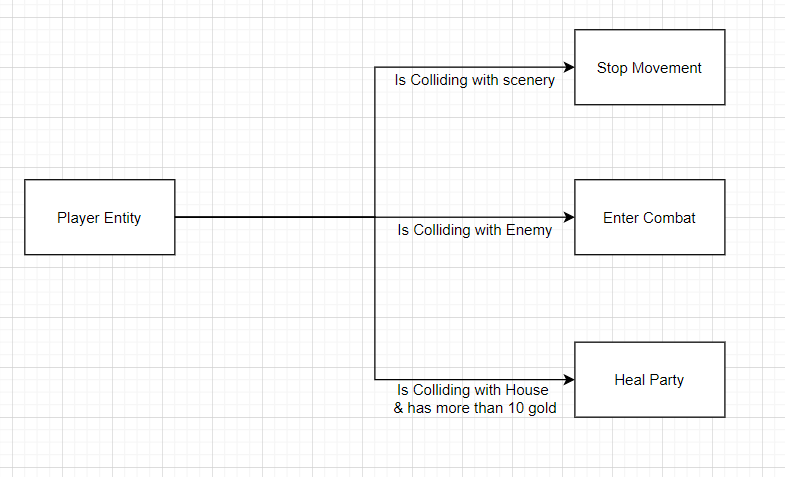 Stop Movement
Is Colliding with scenery
Player Entity
Enter Combat
Is Colliding with Enemy
Heal Party
Is Colliding with House
& has more than 10 gold